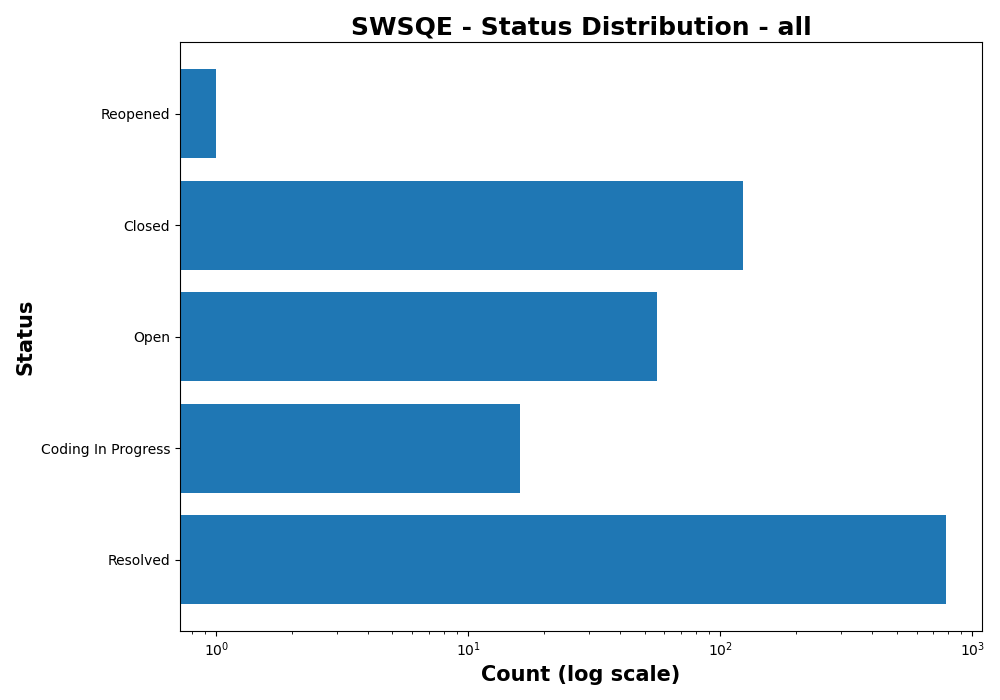 SWSQE - Status Distribution - all
Status
Reopened
Closed
Open
Coding In Progress
Resolved
10⁰ 10¹ 10² 10³
Count (log scale)